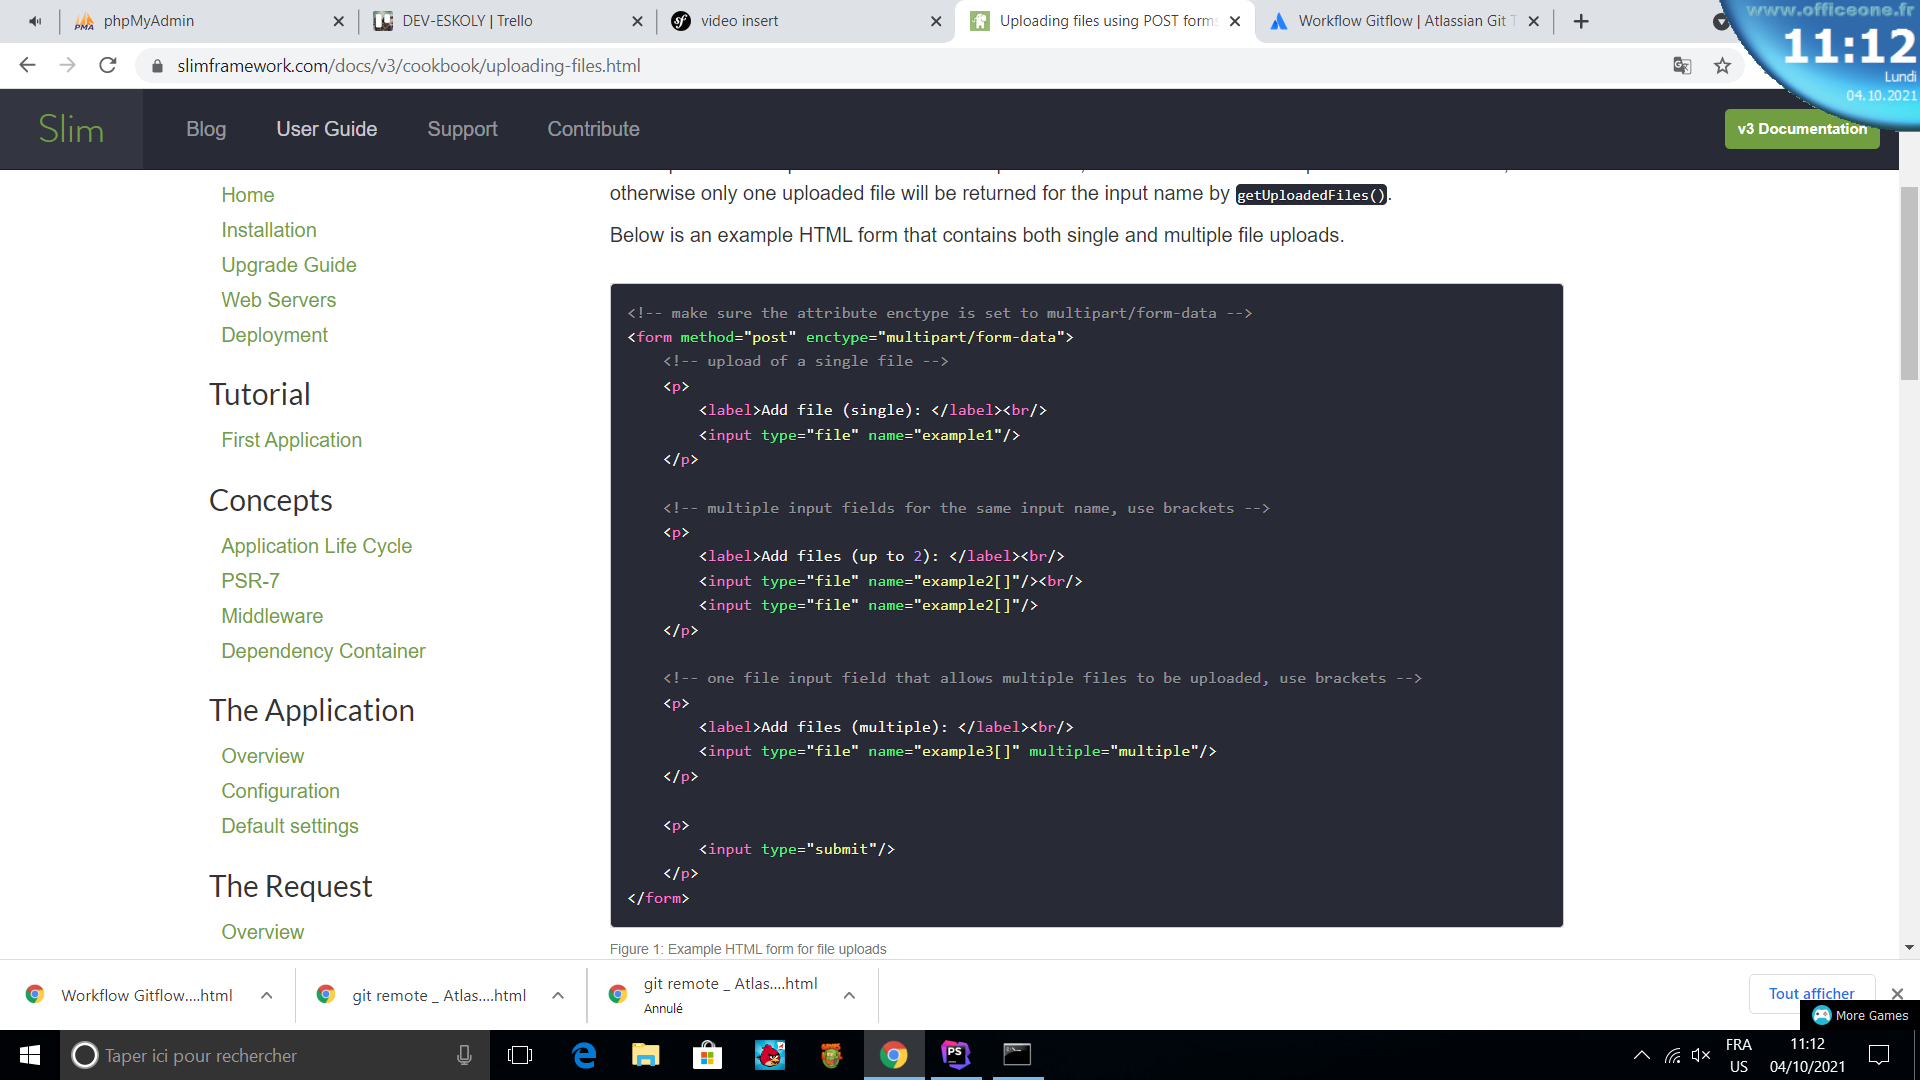 phpMyAdmin
DEV-ESKOLY | Trello
video insert
Uploading files using POST forms
Workflow Gitflow | Atlassian Git T
www.officeone.fr
11:12
Lundi
04.10.2021
slimframework.com/docs/v3/cookbook/uploading-files.html
Slim
Blog
User Guide
Support
Contribute
v3 Documentation
Home
Installation
Upgrade Guide
Web Servers
Deployment
Tutorial
First Application
Concepts
Application Life Cycle
PSR-7
Middleware
Dependency Container
The Application
Overview
Configuration
Default settings
The Request
Overview
otherwise only one uploaded file will be returned for the input name by getUploadedFiles().
Below is an example HTML form that contains both single and multiple file uploads.
<!-- make sure the attribute enctype is set to multipart/form-data -->
<form method="post" enctype="multipart/form-data">
<!-- upload of a single file -->
<p>
<label>Add file (single): </label><br/>
<input type="file" name="example1"/>
</p>
<!-- multiple input fields for the same input name, use brackets -->
<p>
<label>Add files (up to 2): </label><br/>
<input type="file" name="example2[]"/><br/>
<input type="file" name="example2[]"/>
</p>
<!-- one file input field that allows multiple files to be uploaded, use brackets -->
<p>
<label>Add files (multiple): </label><br/>
<input type="file" name="example3[]" multiple="multiple"/>
</p>
<p>
<input type="submit"/>
</p>
</form>
Figure 1: Example HTML form for file uploads
Workflow Gitflow....html
git remote _ Atlas....html
git remote _ Atlas....html
Annulé
Tout afficher
More Games
Taper ici pour rechercher
PS
FRA
US
11:12
04/10/2021